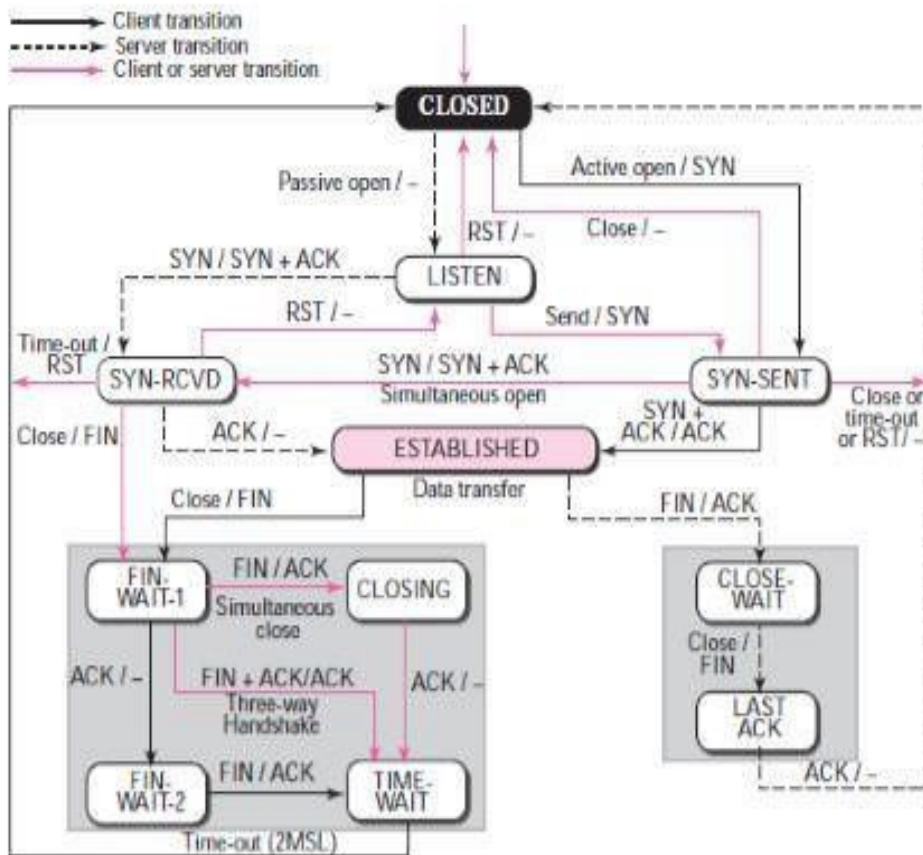 Client transition
Server transition
Client or server transition
CLOSED
Passive open / –
Active open / SYN
RST / –
Close / –
SYN / SYN + ACK
LISTEN
RST / –
Send / SYN
Time-out /
RST
SYN-RCVD
SYN / SYN + ACK
Simultaneous open
SYN-SENT
Close or
time-out
or RST / –
Close / FIN
ACK / –
SYN +
ACK / ACK
ESTABLISHED
Data transfer
Close / FIN
FIN / ACK
FIN-
WAIT-1
FIN / ACK
Simultaneous
close
CLOSING
CLOSE-
WAIT
ACK / –
FIN + ACK/ACK
Three-way
Handshake
ACK / –
Close /
FIN
LAST
ACK
FIN-
WAIT-2
FIN / ACK
TIME-
WAIT
ACK / –
Time-out (2MSL)